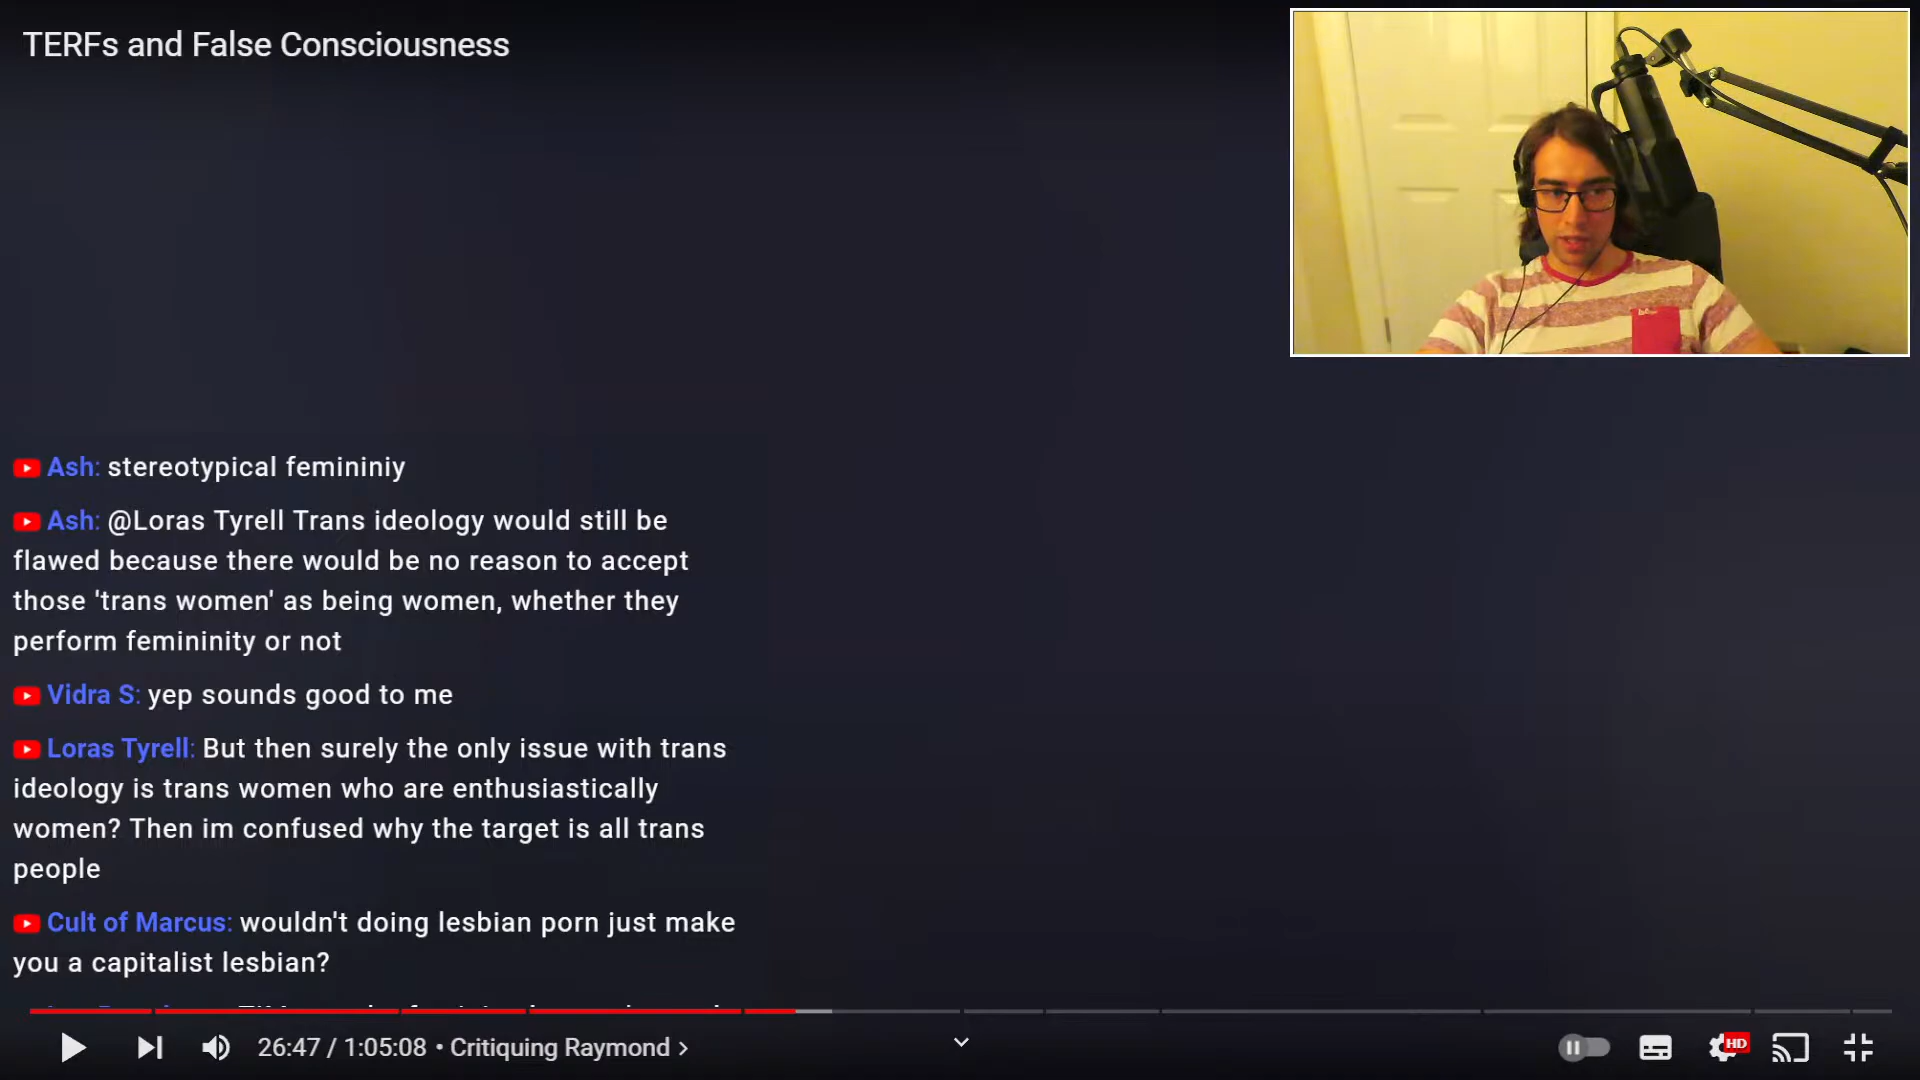 TERFs and False Consciousness
Ash: stereotypical femininiy
Ash: @Loras Tyrell Trans ideology would still be
flawed because there would be no reason to accept
those 'trans women' as being women, whether they
perform femininity or not
Vidra S: yep sounds good to me
Loras Tyrell: But then surely the only issue with trans
ideology is trans women who are enthusiastically
women? Then im confused why the target is all trans
people
Cult of Marcus: wouldn't doing lesbian porn just make
you a capitalist lesbian?
26:47 / 1:05:08 • Critiquing Raymond
HD